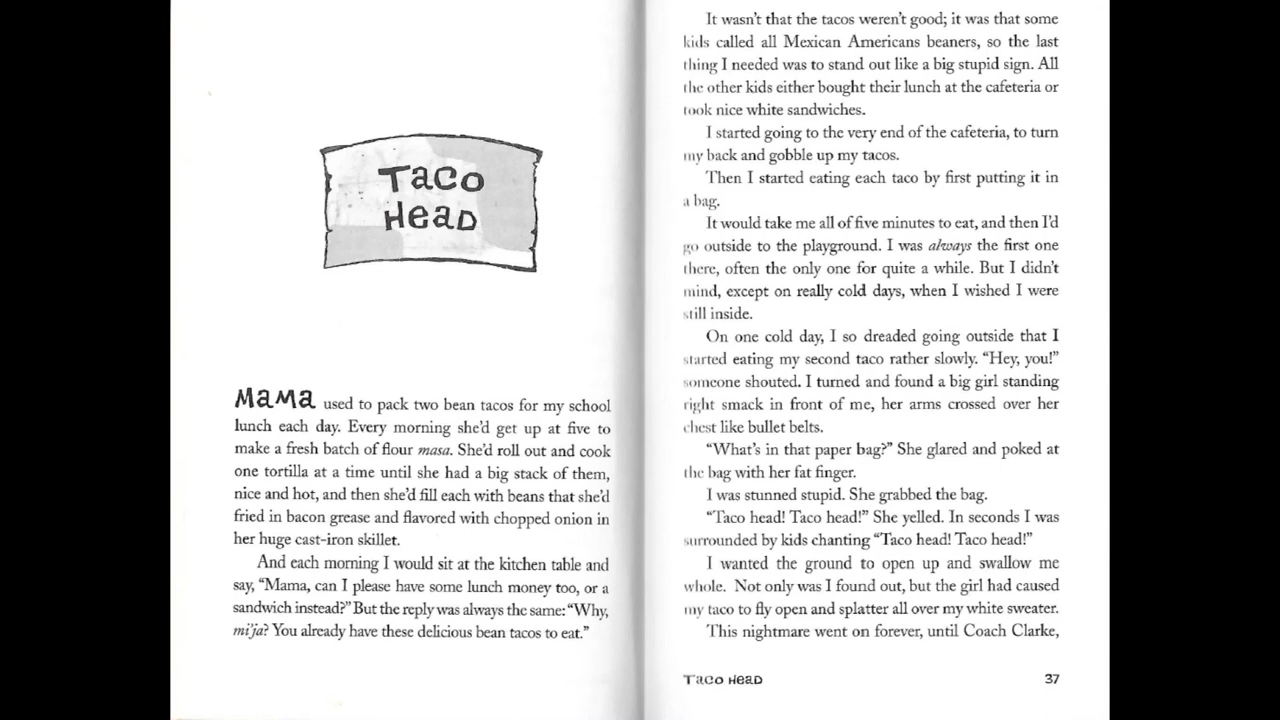 Taco
Head
Mama used to pack two bean tacos for my school
lunch each day. Every morning she'd get up at five to
make a fresh batch of flour masa. She'd roll out and cook
one tortilla at a time until she had a big stack of them,
nice and hot, and then she'd fill each with beans that she'd
fried in bacon grease and flavored with chopped onion in
her huge cast-iron skillet.
And each morning I would sit at the kitchen table and
say, “Mama, can I please have some lunch money too, or a
sandwich instead?” But the reply was always the same: “Why,
mi'ja? You already have these delicious bean tacos to eat.”
It wasn't that the tacos weren't good; it was that some
kids called all Mexican Americans beaners, so the last
thing I needed was to stand out like a big stupid sign. All
the other kids either bought their lunch at the cafeteria or
took nice white sandwiches.
I started going to the very end of the cafeteria, to turn
my back and gobble up my tacos.
Then I started eating each taco by first putting it in
a bag.
It would take me all of five minutes to eat, and then I'd
go outside to the playground. I was always the first one
there, often the only one for quite a while. But I didn't
mind, except on really cold days, when I wished I were
still inside.
On one cold day, I so dreaded going outside that I
started eating my second taco rather slowly. “Hey, you!”
someone shouted. I turned and found a big girl standing
right smack in front of me, her arms crossed over her
chest like bullet belts.
“What's in that paper bag?” She glared and poked at
the bag with her fat finger.
I was stunned stupid. She grabbed the bag.
“Taco head! Taco head!” She yelled. In seconds I was
surrounded by kids chanting “Taco head! Taco head!”
I wanted the ground to open up and swallow me
whole. Not only was I found out, but the girl had caused
my taco to fly open and splatter all over my white sweater.
This nightmare went on forever, until Coach Clarke,
Taco Head 37